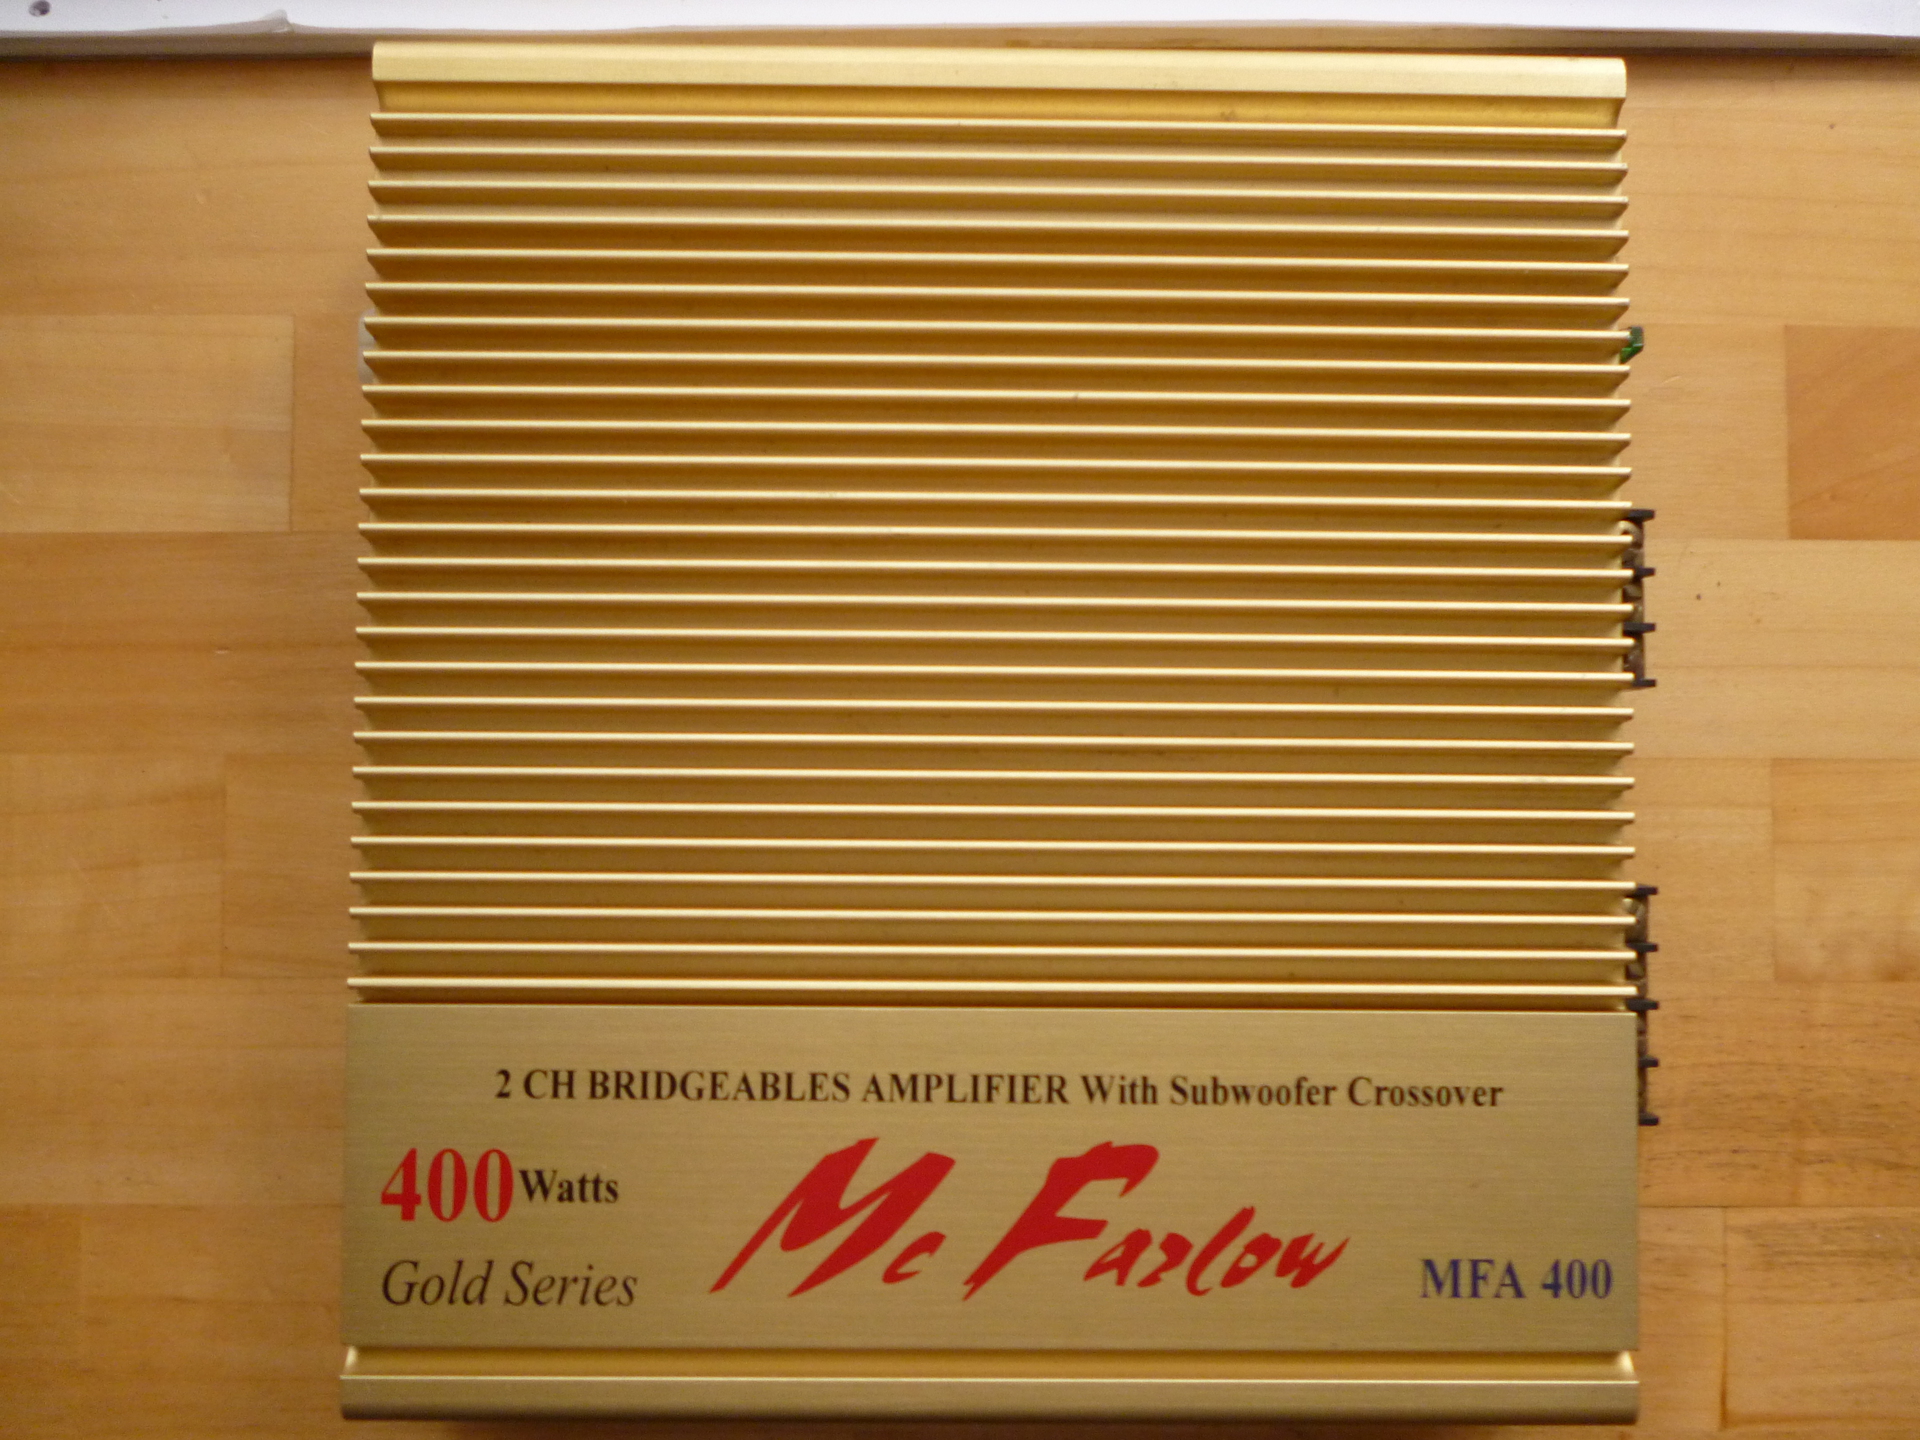 2 CH BRIDGEABLES AMPLIFIER With Subwoofer Crossover
400 Watts
Mc Farlow
Gold Series
MFA 400